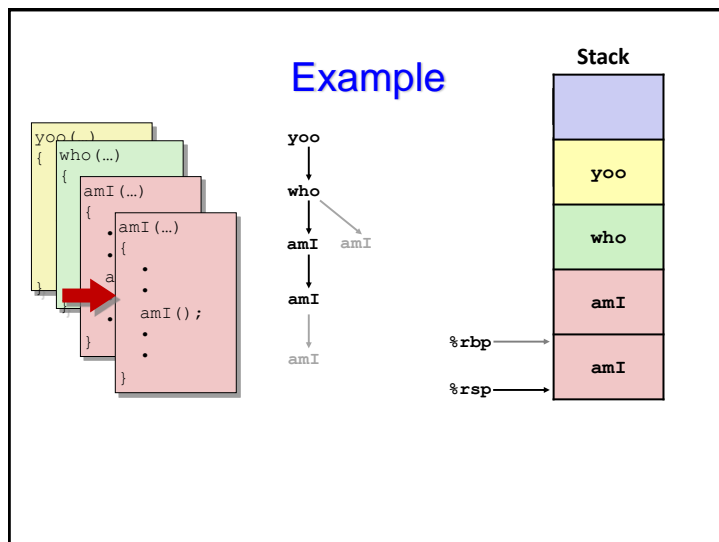 Example
Stack
yoo(…)
{
}
who(…)
{
}
amI(…)
{
•
•
a
•
}
amI(…)
{
•
•
amI();
•
•
}
yoo
who
amI amI
amI
amI
yoo
who
amI
amI
%rbp
%rsp